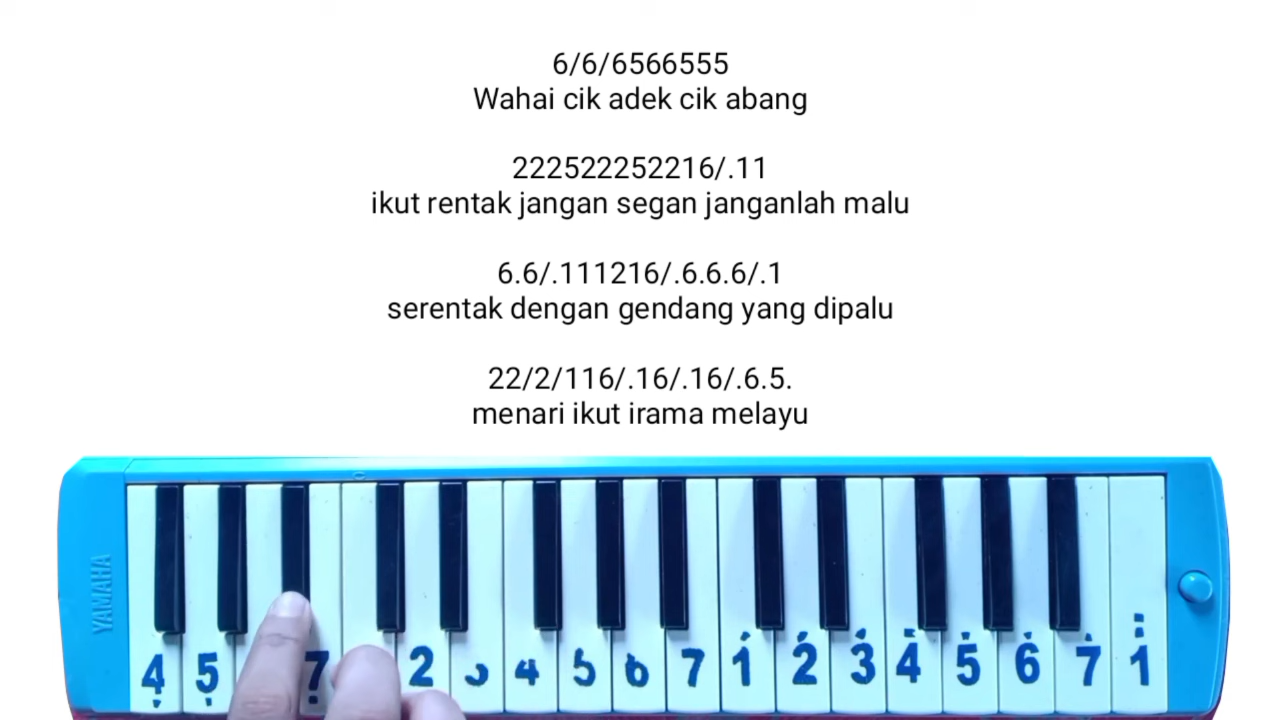 6/6/6566555
Wahai cik adek cik abang
222522252216/.11
ikut rentak jangan segan janganlah malu
6.6/.111216/.6.6.6/.1
serentak dengan gendang yang dipalu
22/2/116/.16/.16/.6.5.
menari ikut irama melayu
YAMAHA
4 5 7 2 3 4 5 6 7 1 2 3 4 5 6 7 1